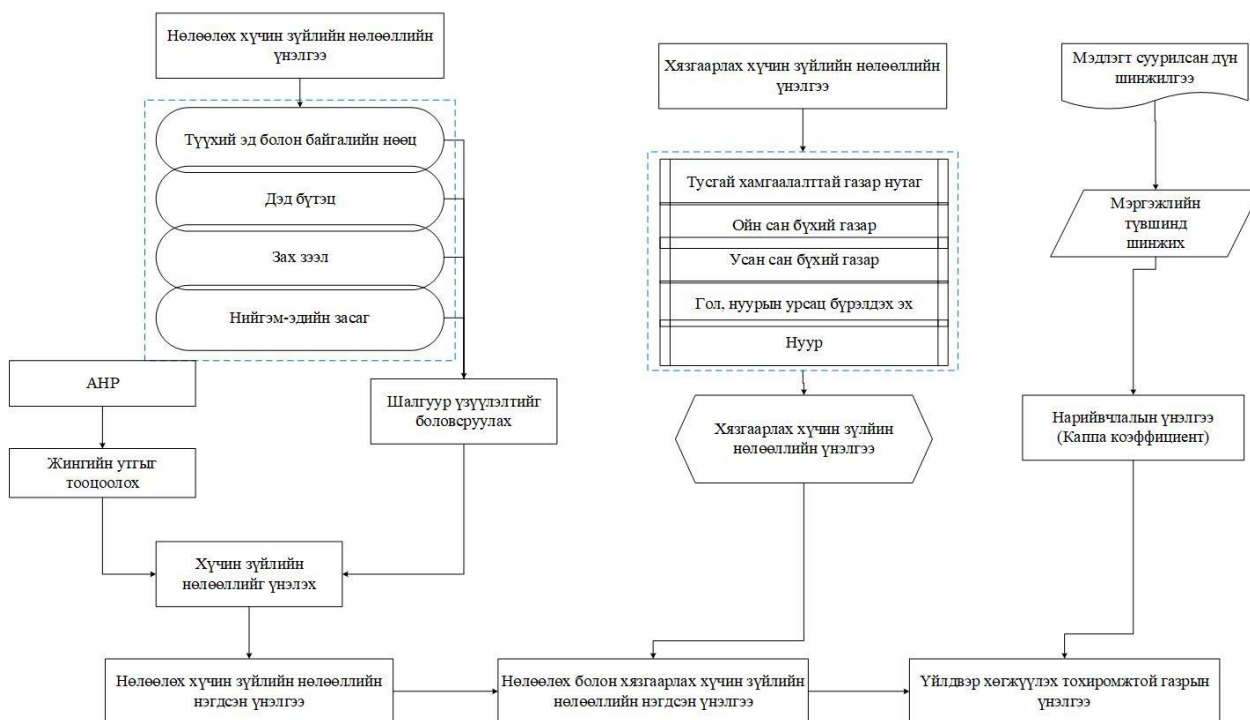 Нөлөөлөх хүчин зүйлийн нөлөөллийн
үнэлгээ
Түүхий эд болон байгалийн нөөц
Дэд бүтэц
Зах зээл
Нийгэм-эдийн засаг
АНР
Жингийн утгыг
тооцоолох
Шалгуур үзүүлэлтийг
боловсруулах
Хүчин зүйлийн
нөлөөллийг үнэлэх
Нөлөөлөх хүчин зүйлийн нөлөөллийн
нэгдсэн үнэлгээ
Хязгаарлах хүчин зүйлийн нөлөөллийн
үнэлгээ
Тусгай хамгаалалттай газар нутаг
Ойн сан бүхий газар
Усан сан бүхий газар
Гол, нуурын урсац бүрэлдэх эх
Нуур
Хязгаарлах хүчин зүлйин
нөлөөллийн үнэлгээ
Нөлөөлөх болон хязгаарлах хүчин зүйлийн
нөлөөллийн нэгдсэн үнэлгээ
Мэдлэгт суурилсан дүн
шинжилгээ
Мэргэжлийн
түвшинд
шинжих
Нарийвчлалын үнэлгээ
(Каппа коэффициент)
Үйлдвэр хөгжүүлэх тохиромжтой газрын
үнэлгээ